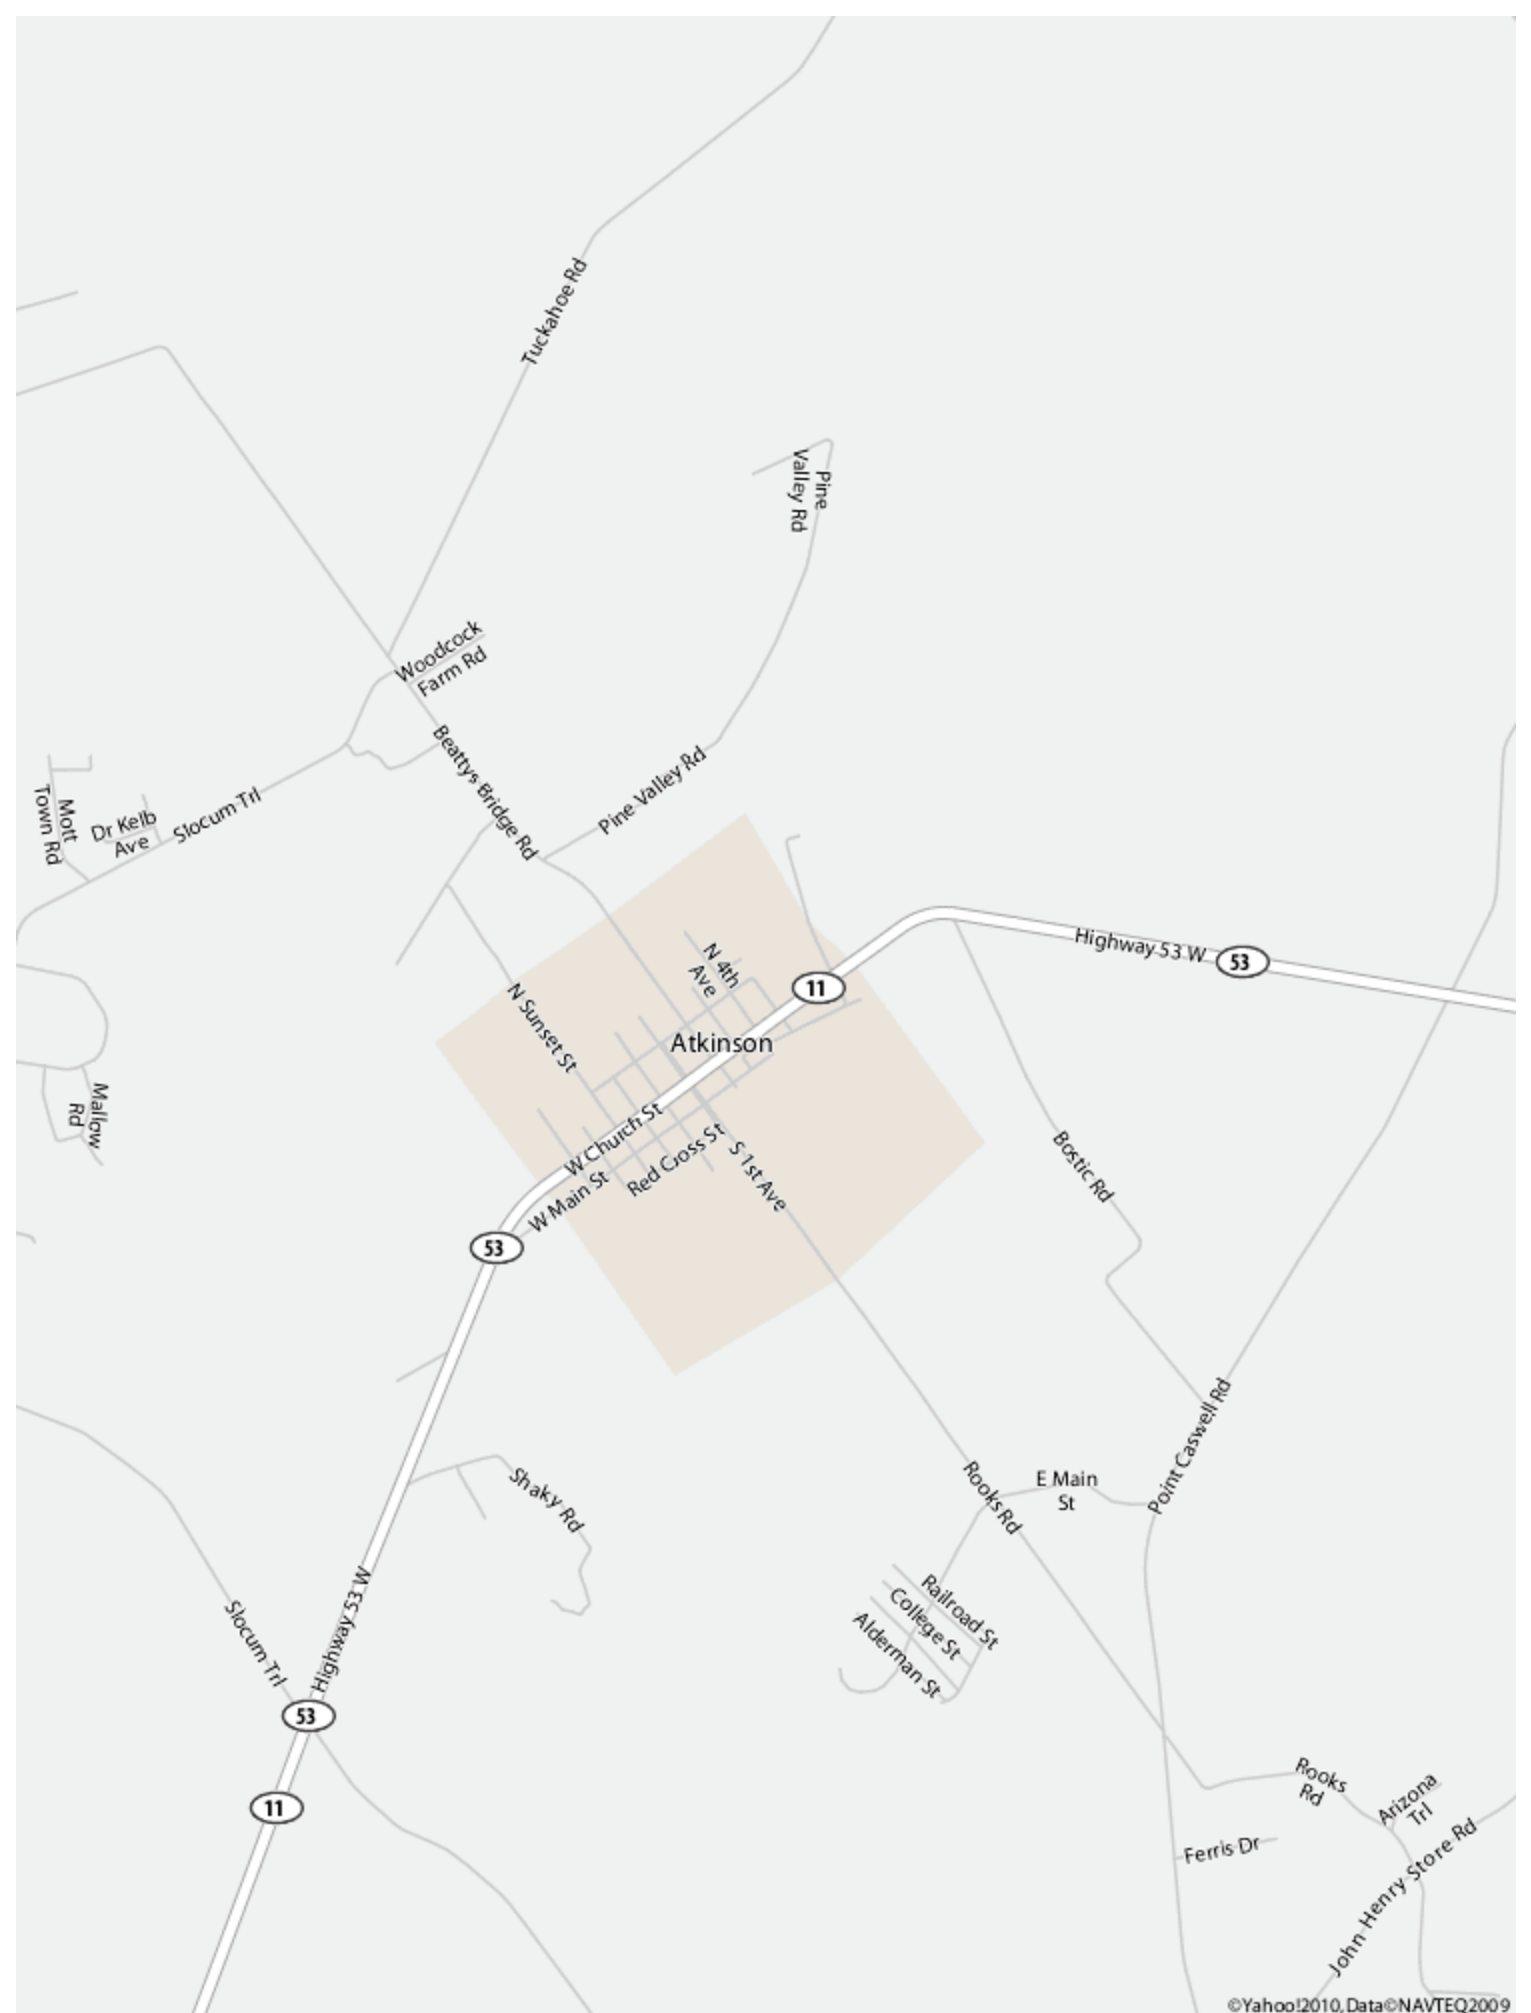 Tuckahoe Rd
Pine
Valley Rd
Woodcock
Farm Rd
Beattys Bridge Rd
Pine Valley Rd
Mott
Town Rd
Dr Kelb
Ave
Slocum Trl
N 4th
Ave
11
Highway 53 W
53
N Sunset St
Atkinson
Mallow
Rd
W Church St
W Main St
Red Cross St
S 1st Ave
Bostic Rd
53
Point Caswell Rd
Shaky Rd
Rooks Rd
E Main
St
Railroad St
College St
Alderman St
Slocum Trl
Highway 53 W
53
11
Rooks
Rd
Arizona
Trl
Ferris Dr
John Henry Store Rd
©Yahoo!2010, Data©NAVTEQ2009